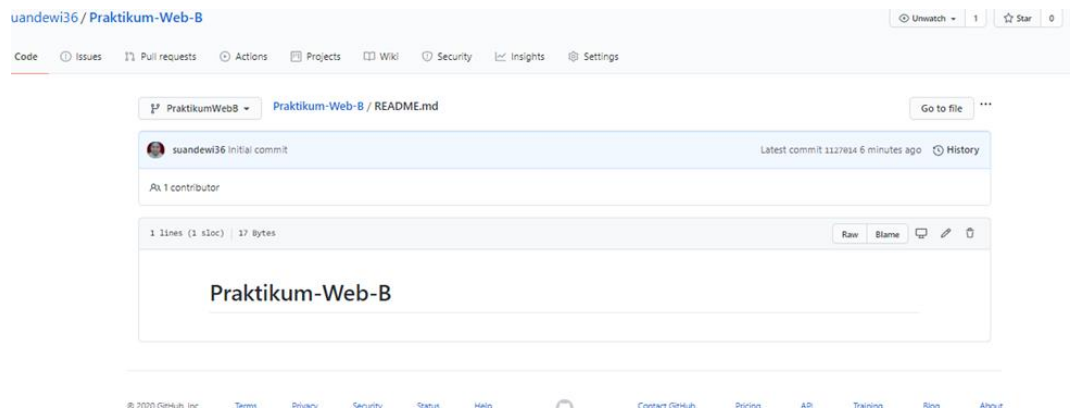 uandewi36 / Praktikum-Web-B Unwatch 1 Star 0
Code Issues Pull requests Actions Projects Wiki Security Insights Settings
PraktikumWebB Praktikum-Web-B / README.md Go to file ...
suandewi36 Initial commit Latest commit 1127014 6 minutes ago History
1 contributor
1 lines (1 sloc) 17 Bytes Raw Blame
Praktikum-Web-B
© 2020 GitHub, Inc. Terms Privacy Security Status Help Contact GitHub Pricing API Training Blog About